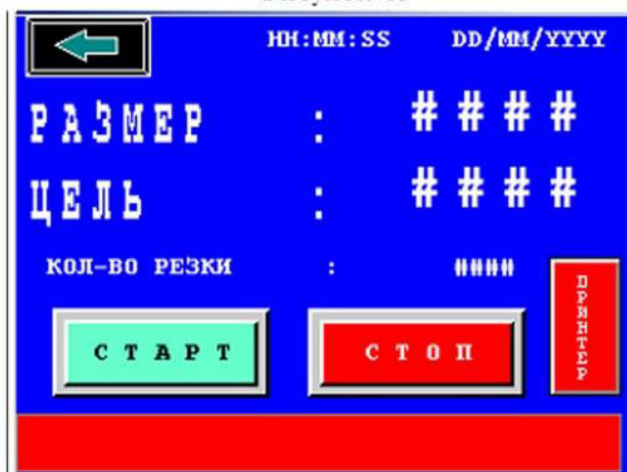 HH:MM:SS DD/MM/YYYY
РАЗМЕР : ####
ЦЕЛЬ : ####
КОЛ-ВО РЕЗКИ : ####
ПРИНТЕР
СТАРТ
СТОП